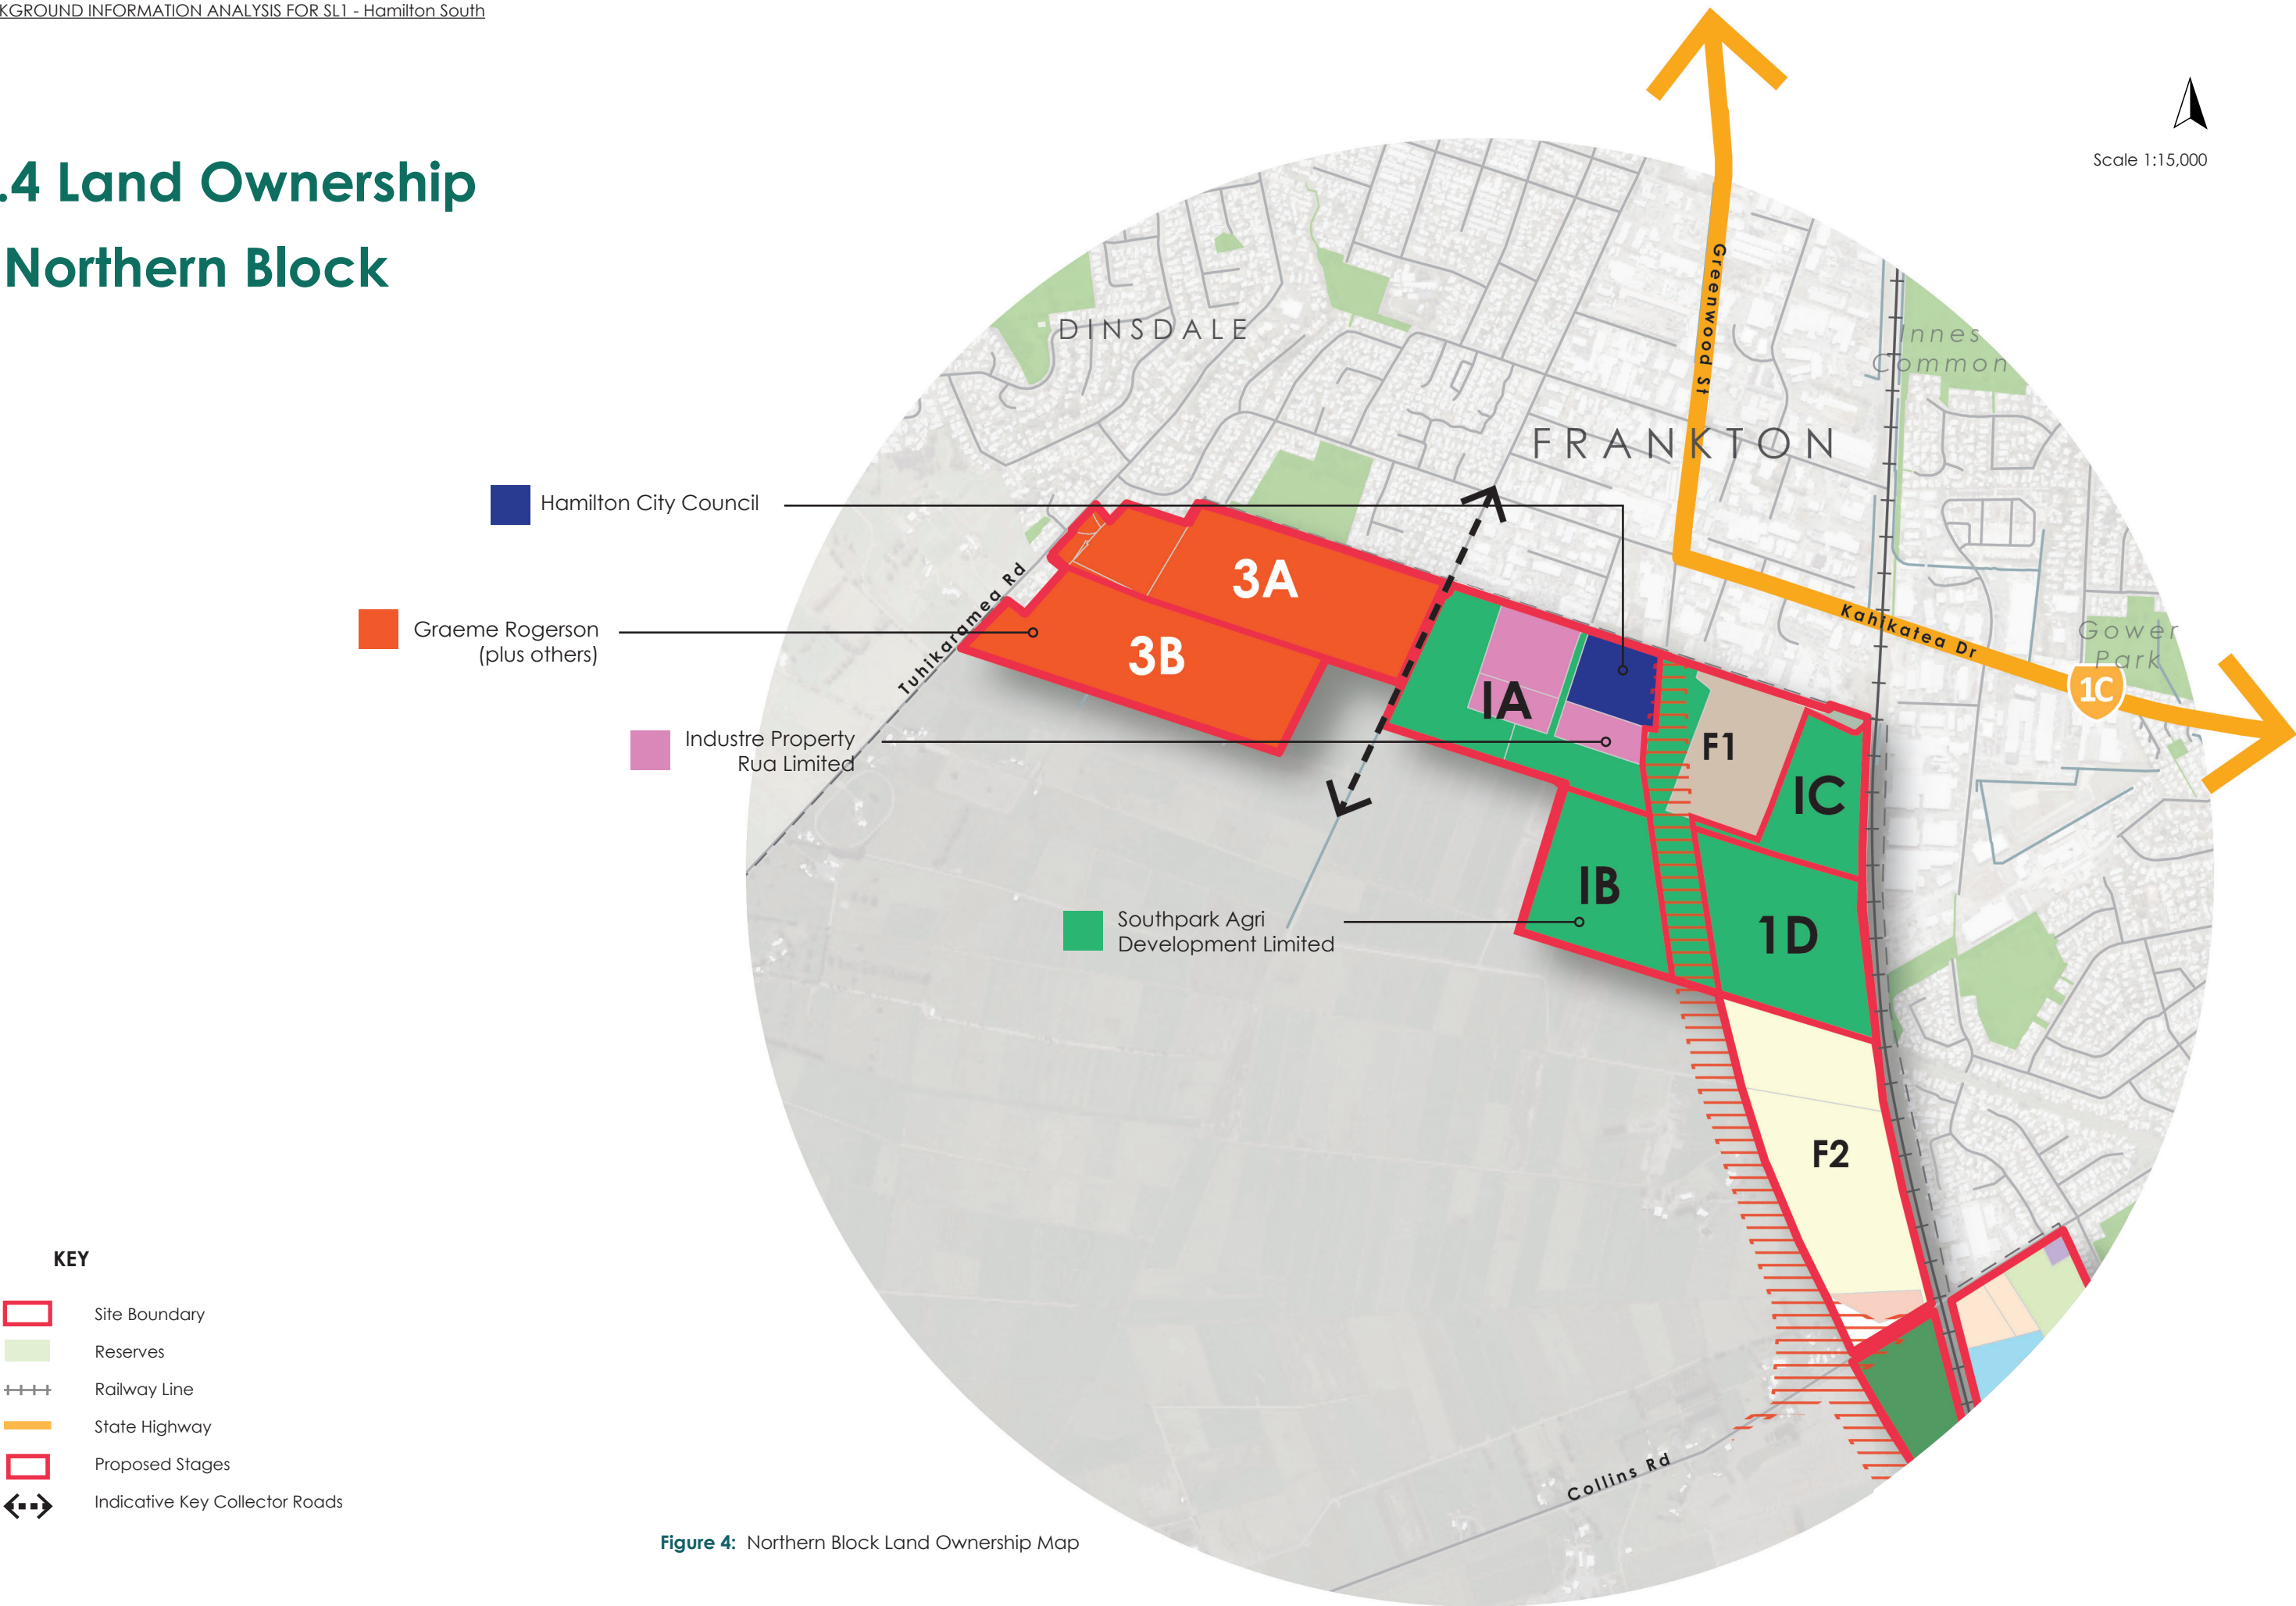 KGROUND INFORMATION ANALYSIS FOR SL1 - Hamilton South
.4 Land Ownership
Northern Block
Scale 1:15,000
Greenwood St
DINSDALE
Innes
Common
FRANKTON
Hamilton City Council
Tuhikaramea Rd
3A
Graeme Rogerson
(plus others)
3B
Kahikatea Dr
Gower
Park
1C
IA
Industre Property
Rua Limited
F1
IC
IB
Southpark Agri
Development Limited
1D
F2
KEY
Site Boundary
Reserves
Railway Line
State Highway
Proposed Stages
Indicative Key Collector Roads
Collins Rd
Figure 4: Northern Block Land Ownership Map